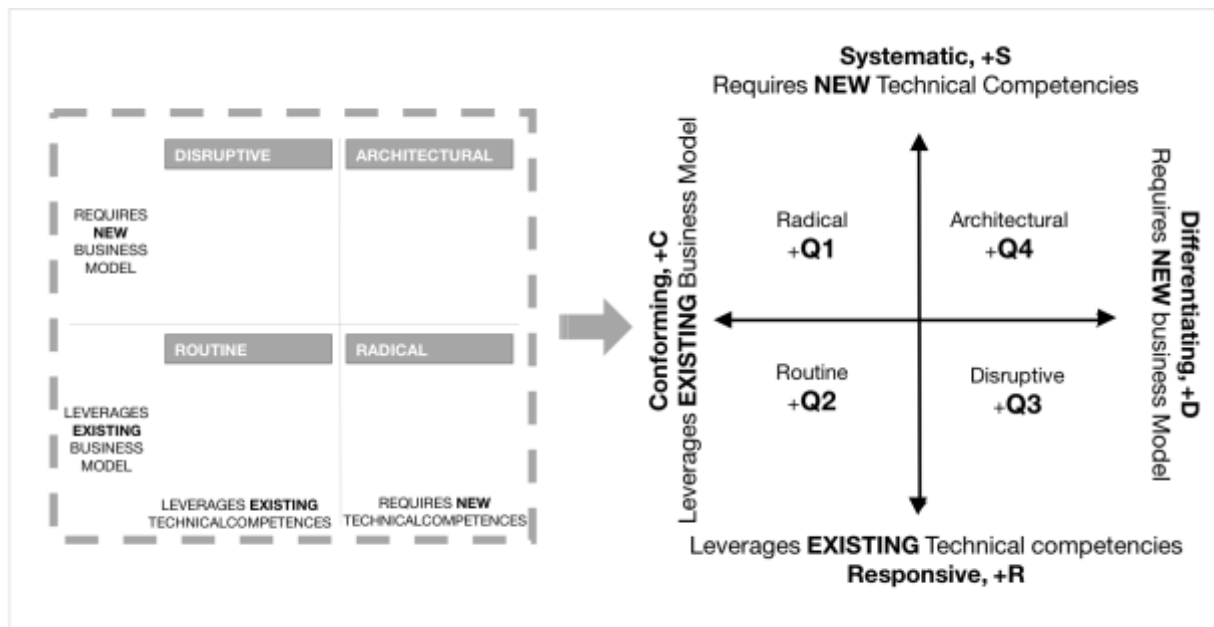 DISRUPTIVE
ARCHITECTURAL
REQUIRES
NEW
BUSINESS
MODEL
ROUTINE
RADICAL
LEVERAGES
EXISTING
BUSINESS
MODEL
LEVERAGES EXISTING
TECHNICALCOMPETENCES
REQUIRES NEW
TECHNICALCOMPETENCES
Systematic, +S
Requires NEW Technical Competencies
Conforming, +C
Leverages EXISTING Business Model
Radical
+Q1
Architectural
+Q4
Routine
+Q2
Disruptive
+Q3
Differentiating, +D
Requires NEW business Model
Leverages EXISTING Technical competencies
Responsive, +R